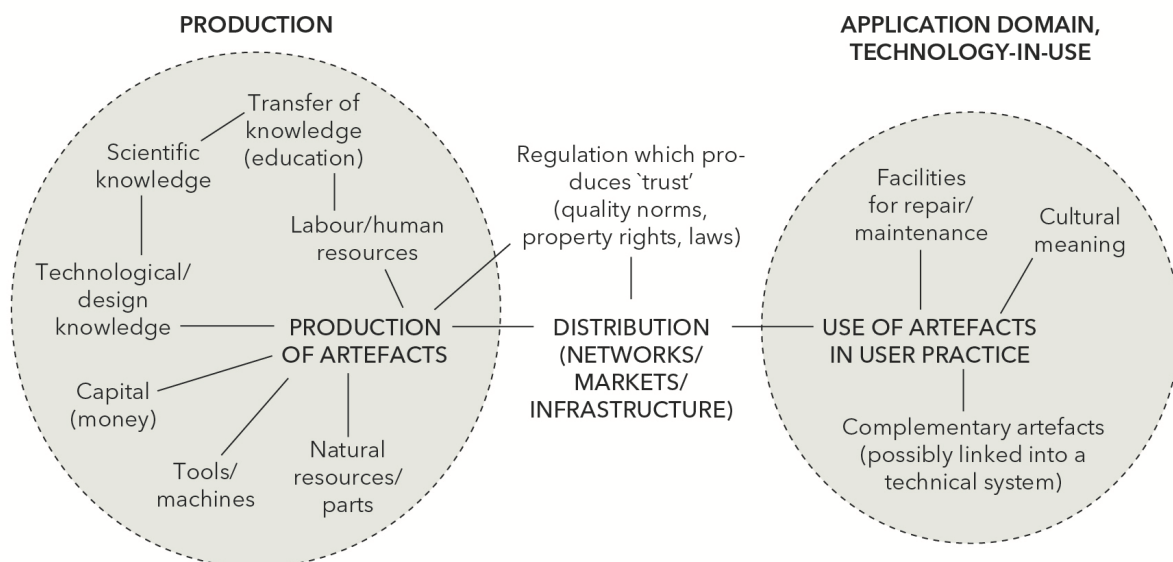 PRODUCTION
APPLICATION DOMAIN,
TECHNOLOGY-IN-USE
Transfer of
knowledge
(education)
Scientific
knowledge
Labour/human
resources
Technological/
design
knowledge
PRODUCTION
OF ARTEFACTS
Capital
(money)
Tools/
machines
Natural
resources/
parts
Regulation which pro-
duces `trust’
(quality norms,
property rights, laws)
DISTRIBUTION
(NETWORKS/
MARKETS/
INFRASTRUCTURE)
Facilities
for repair/
maintenance
Cultural
meaning
USE OF ARTEFACTS
IN USER PRACTICE
Complementary artefacts
(possibly linked into a
technical system)